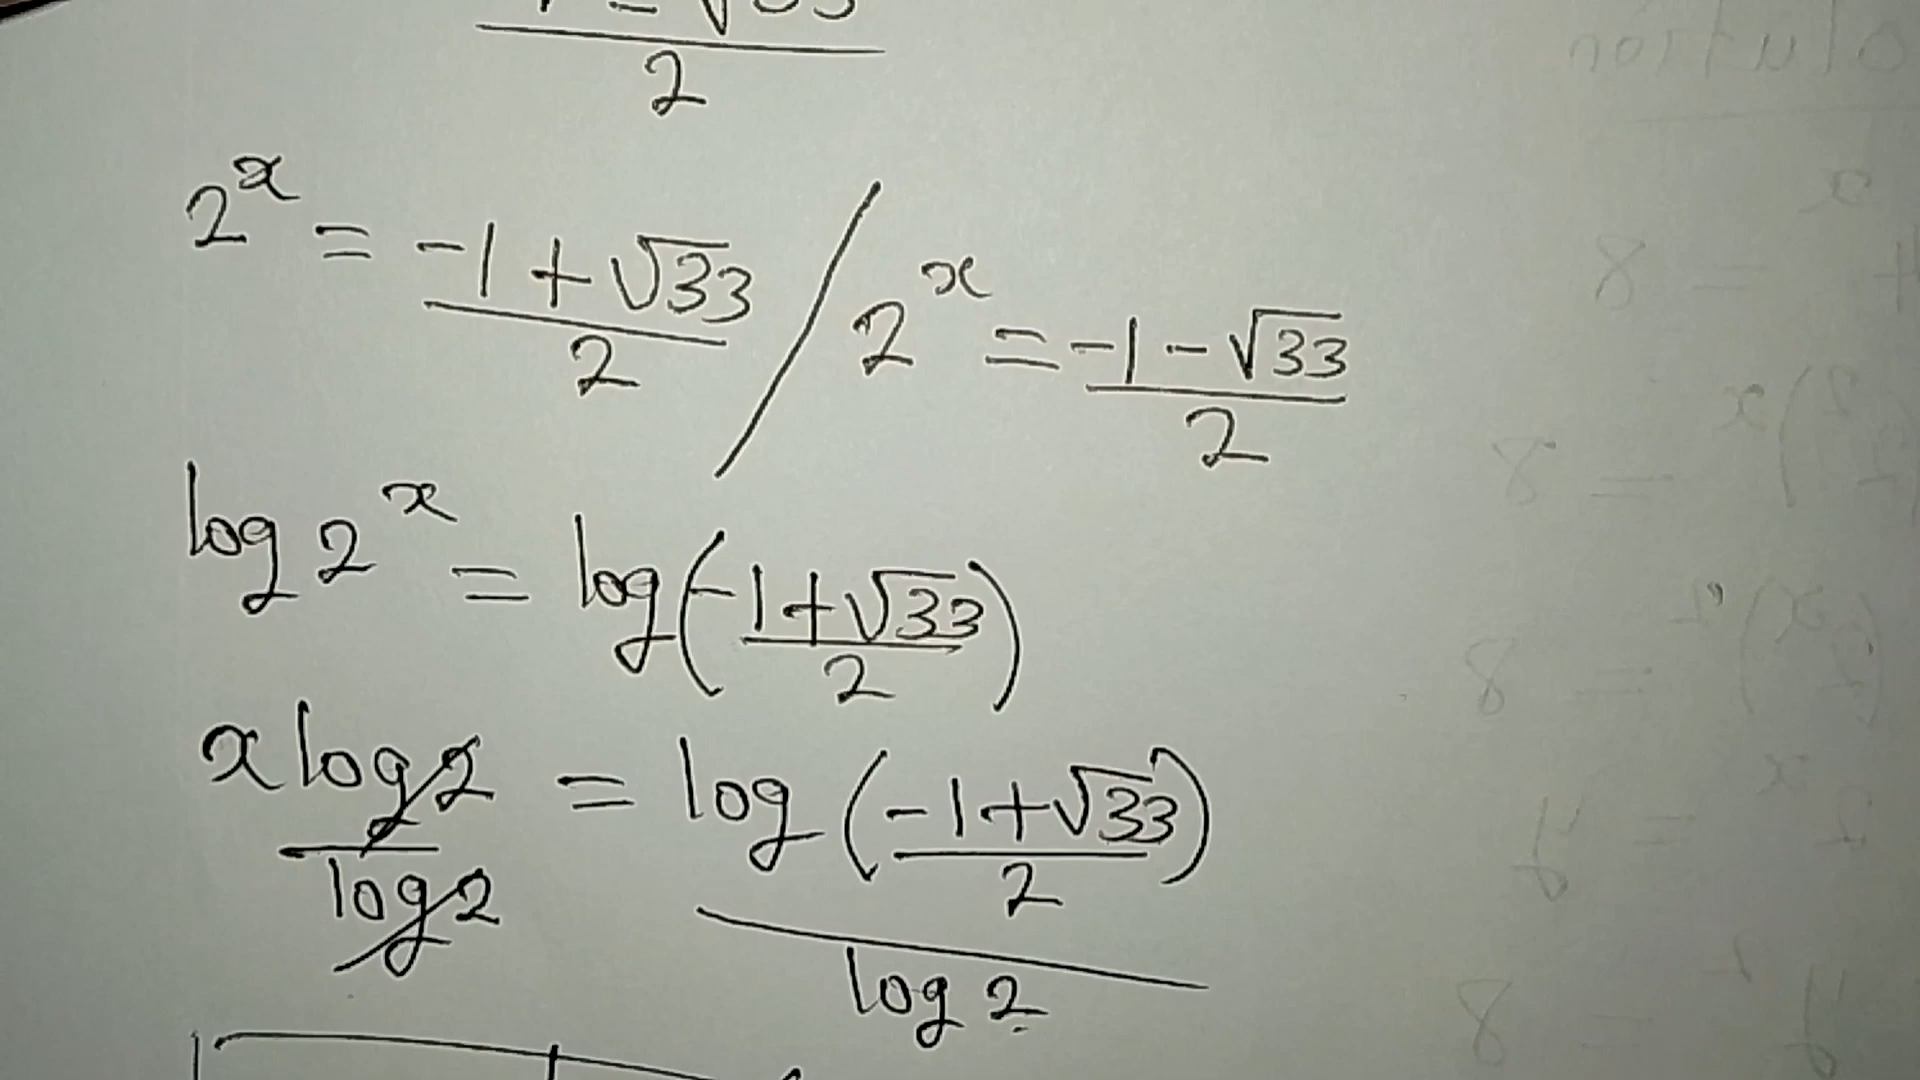 2
2^x = (-1+√33)/2 / 2^x = (-1-√33)/2
log 2^x = log((-1+√33)/2)
x log 2 / log 2 = log((-1+√33)/2) / log 2